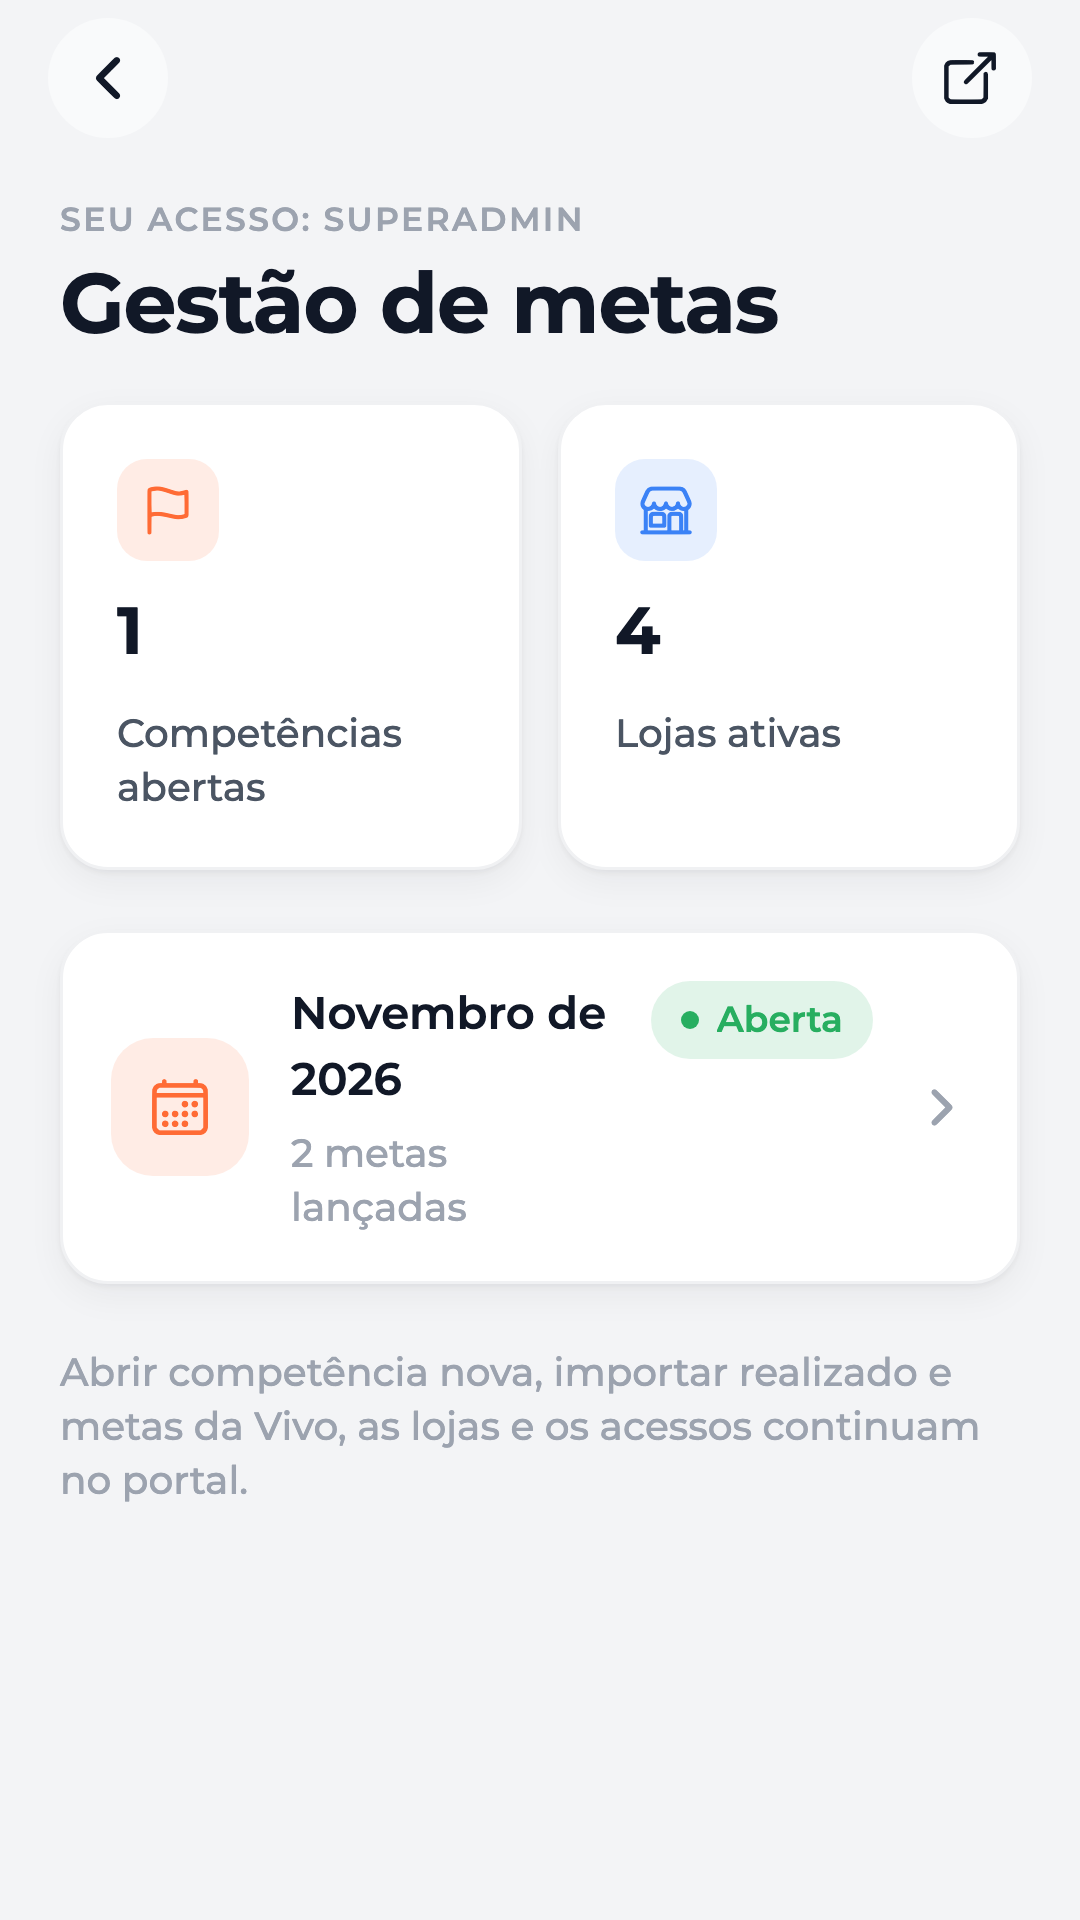 SEU ACESSO: SUPERADMIN
Gestão de metas
1
Competências
abertas
4
Lojas ativas
Novembro de
2026
Aberta
2 metas
lançadas
Abrir competência nova, importar realizado e
metas da Vivo, as lojas e os acessos continuam
no portal.